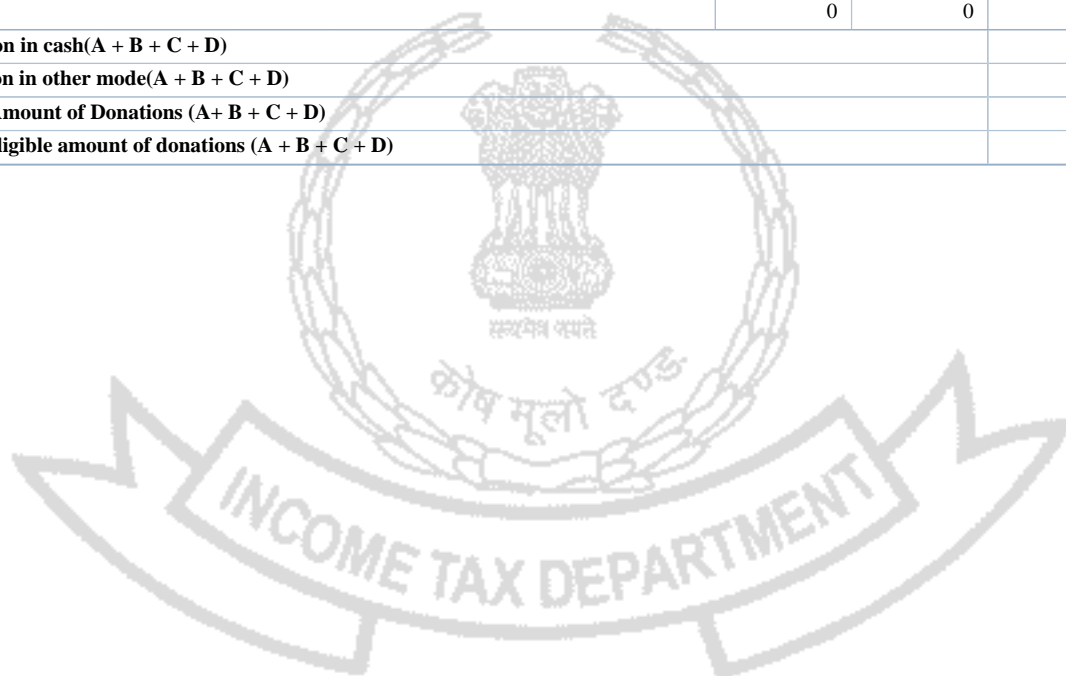 0 0
on in cash(A + B + C + D)
on in other mode(A + B + C + D)
Amount of Donations (A+ B + C + D)
ligible amount of donations (A + B + C + D)
सत्यमेव जयते
कोष मूलो दण्ड:
INCOME TAX DEPARTMENT